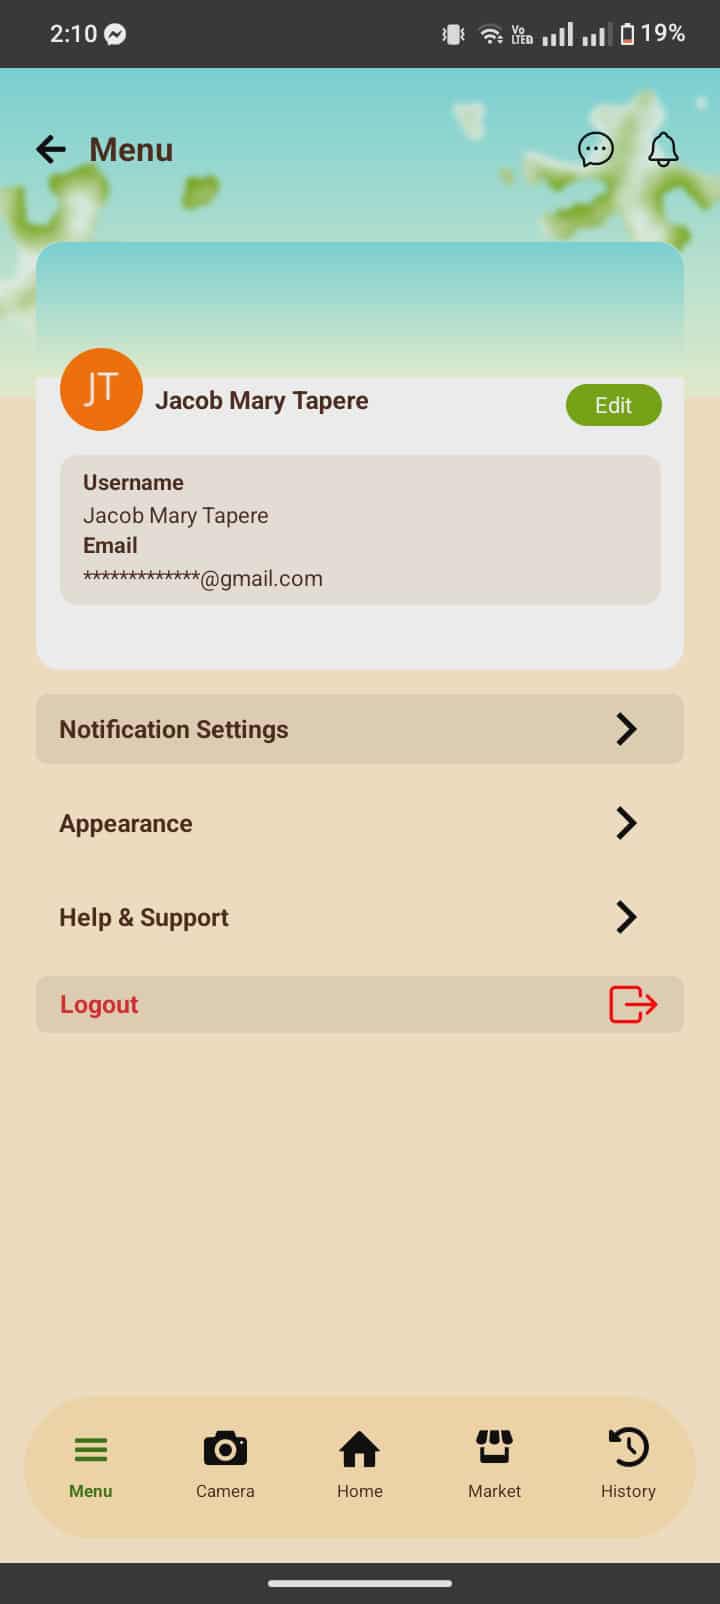 2:10
Vo
LTED
19%
Menu
JT
Jacob Mary Tapere
Edit
Username
Jacob Mary Tapere
Email
*************@gmail.com
Notification Settings
Appearance
Help & Support
Logout
Menu
Camera
Home
Market
History